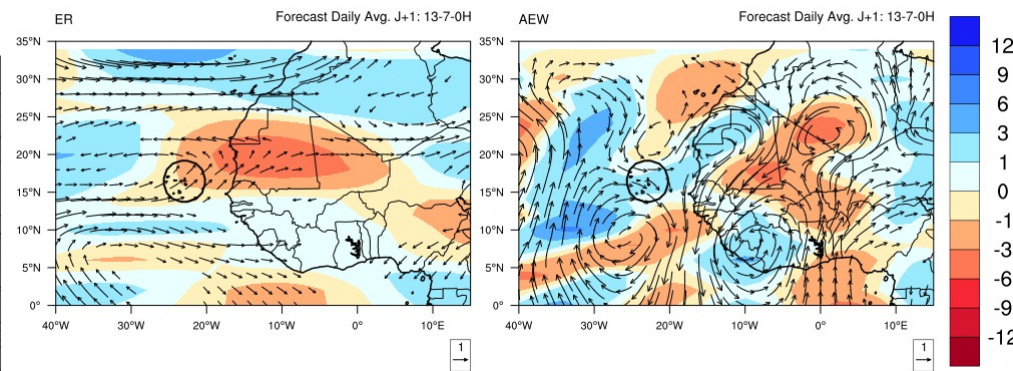 ER Forecast Daily Avg. J+1: 13-7-0H
35°N
30°N
25°N
20°N
15°N
10°N
5°N
0°
40°W 30°W 20°W 10°W 0° 10°E
1
AEW Forecast Daily Avg. J+1: 13-7-0H
35°N
30°N
25°N
20°N
15°N
10°N
5°N
0°
40°W 30°W 20°W 10°W 0° 10°E
1
12
9
6
3
1
0
-1
-3
-6
-9
-12